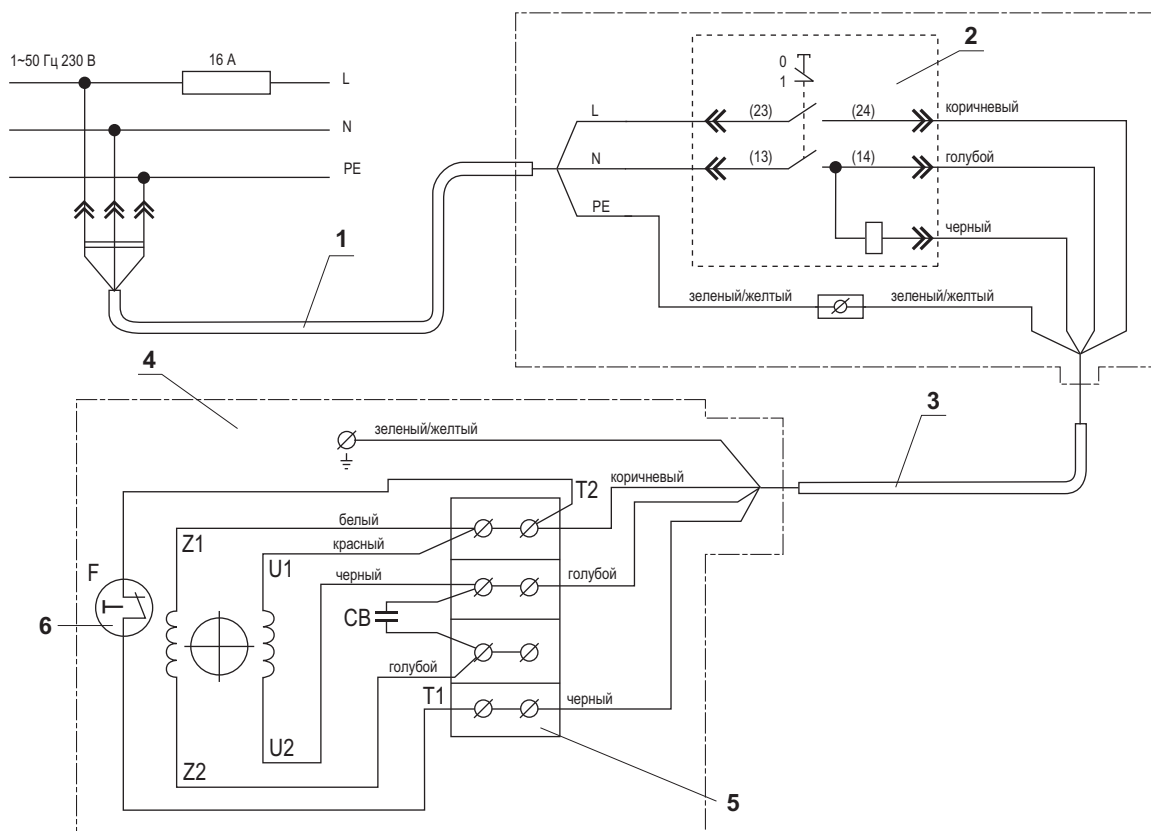 1~50 Гц 230 В
16 А
L
N
PE
1
2
0
1
L
(23)
(24)
коричневый
N
(13)
(14)
голубой
PE
черный
зеленый/желтый
зеленый/желтый
3
4
зеленый/желтый
коричневый
T2
белый
Z1
красный
U1
черный
голубой
F
CB
6
голубой
T1
черный
U2
Z2
5